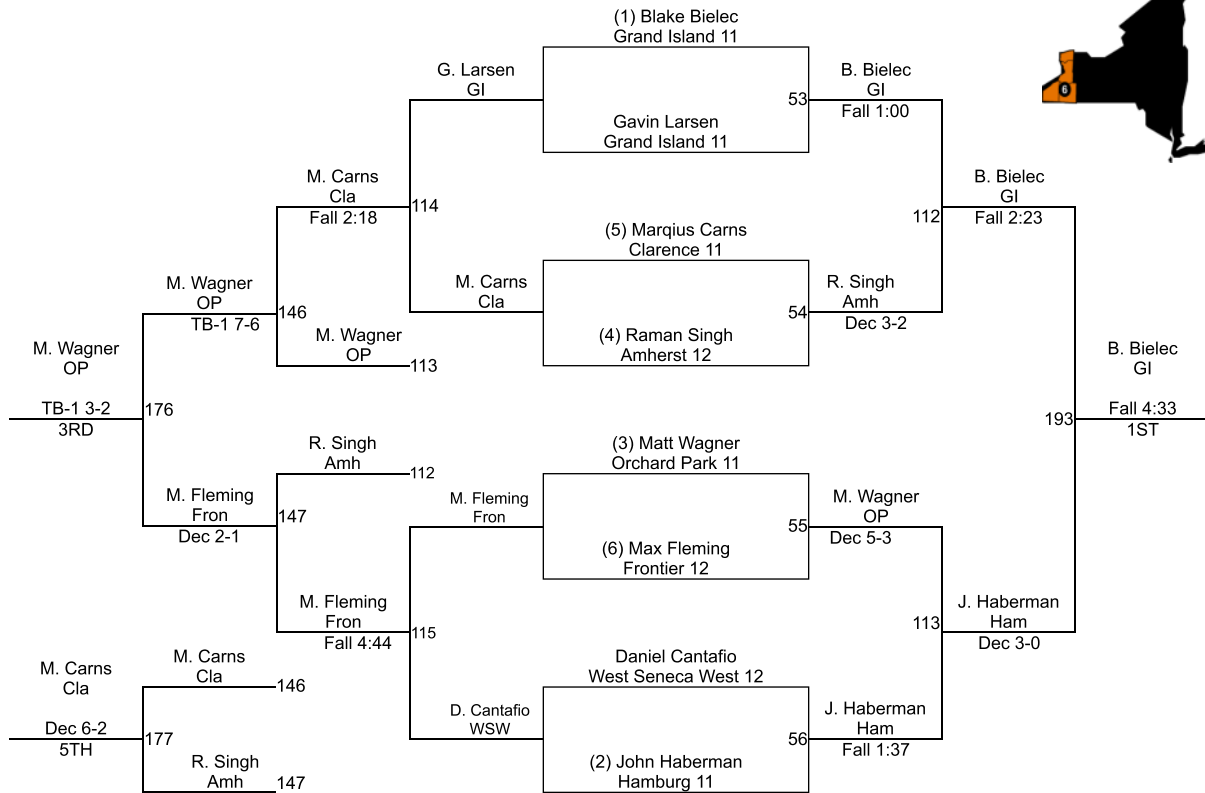 (1) Blake Bielec
Grand Island 11
G. Larsen
GI
53
B. Bielec
GI
Fall 1:00
6
Gavin Larsen
Grand Island 11
M. Carns
Cla
Fall 2:18
114
112
B. Bielec
GI
Fall 2:23
(5) Marqius Carns
Clarence 11
M. Carns
Cla
54
R. Singh
Amh
Dec 3-2
(4) Raman Singh
Amherst 12
M. Wagner
OP
TB-1 7-6
146
M. Wagner
OP
113
M. Wagner
OP
TB-1 3-2
3RD
176
193
B. Bielec
GI
Fall 4:33
1ST
R. Singh
Amh
112
(3) Matt Wagner
Orchard Park 11
M. Fleming
Fron
Dec 2-1
147
M. Fleming
Fron
55
M. Wagner
OP
Dec 5-3
(6) Max Fleming
Frontier 12
M. Fleming
Fron
Fall 4:44
115
113
J. Haberman
Ham
Dec 3-0
Daniel Cantafio
West Seneca West 12
M. Carns
Cla
Dec 6-2
5TH
M. Carns
Cla
146
177
D. Cantafio
WSW
56
J. Haberman
Ham
Fall 1:37
R. Singh
Amh
147
(2) John Haberman
Hamburg 11